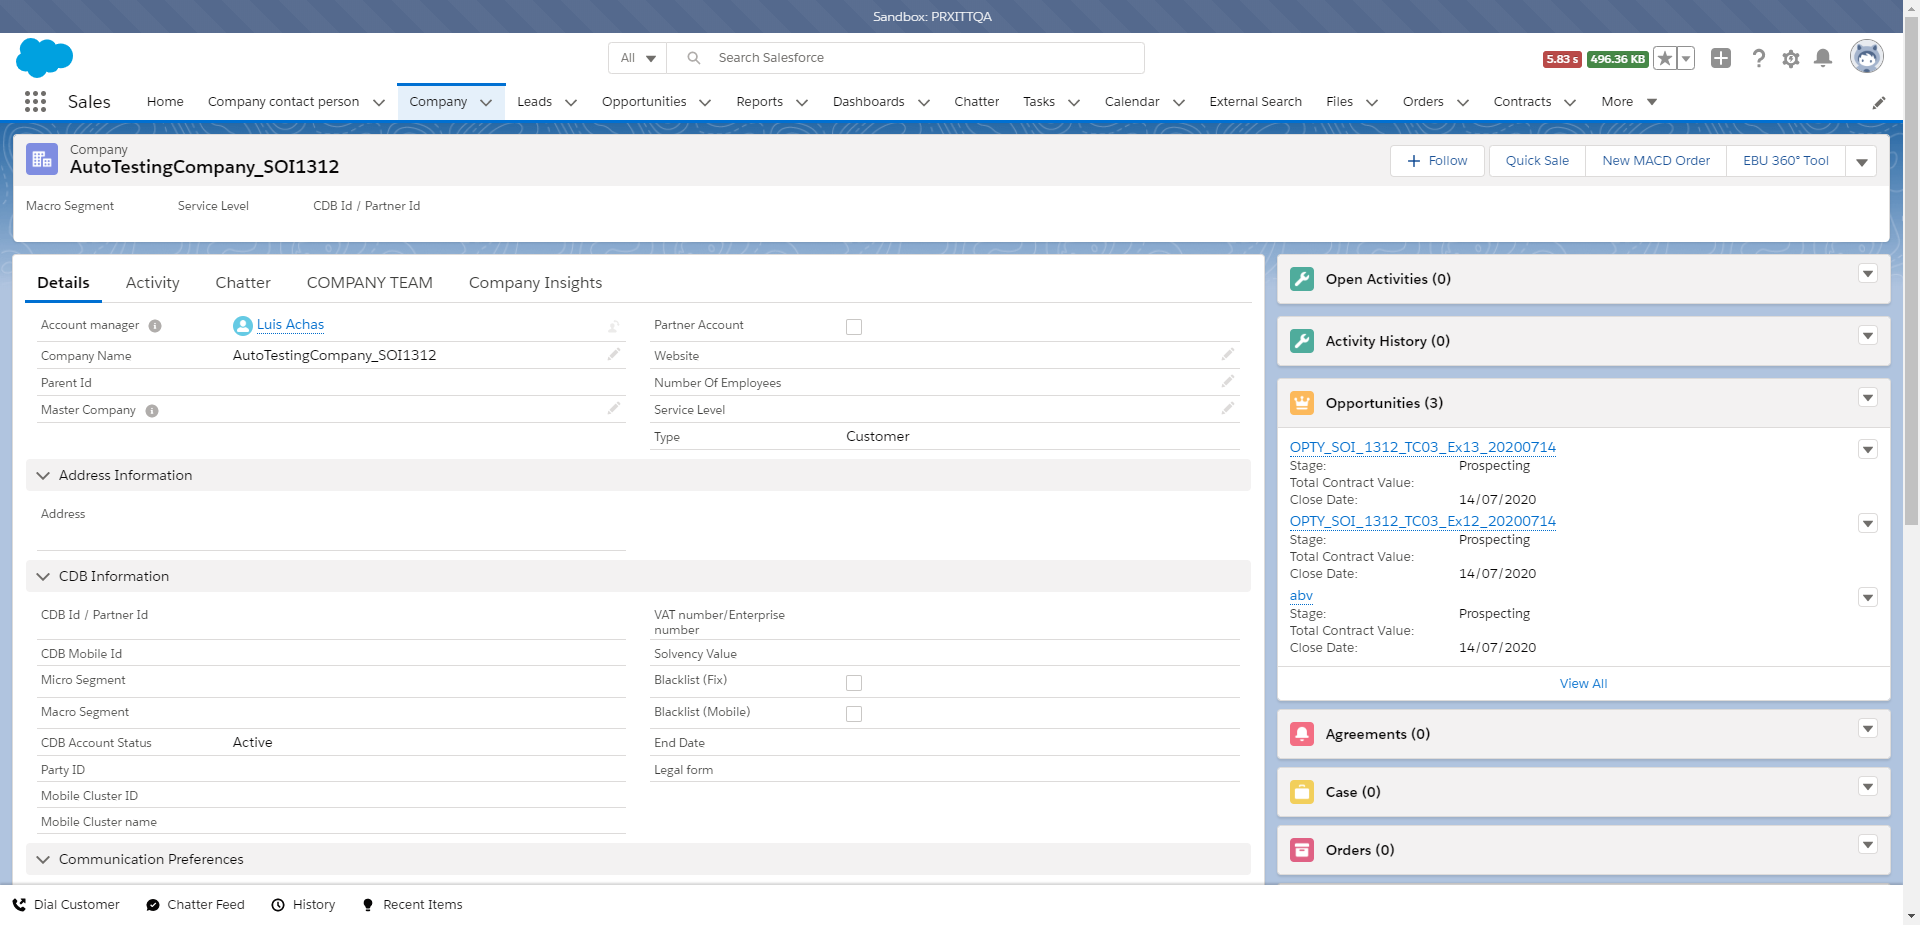 Sandbox: PRXITTQA
All
Search Salesforce
5.83 s
496.36 KB
Sales
Home
Company contact person
Company
Leads
Opportunities
Reports
Dashboards
Chatter
Tasks
Calendar
External Search
Files
Orders
Contracts
More
Company
AutoTestingCompany_SOI1312
Follow
Quick Sale
New MACD Order
EBU 360° Tool
Macro Segment
Service Level
CDB Id / Partner Id
Details
Activity
Chatter
COMPANY TEAM
Company Insights
Account manager
Luis Achas
Partner Account
Company Name
AutoTestingCompany_SOI1312
Website
Parent Id
Number Of Employees
Master Company
Service Level
Type
Customer
Address Information
Address
CDB Information
CDB Id / Partner Id
VAT number/Enterprise
number
CDB Mobile Id
Solvency Value
Micro Segment
Blacklist (Fix)
Macro Segment
Blacklist (Mobile)
CDB Account Status
Active
End Date
Party ID
Legal form
Mobile Cluster ID
Mobile Cluster name
Communication Preferences
Open Activities (0)
Activity History (0)
Opportunities (3)
OPTY_SOI_1312_TC03_Ex13_20200714
Stage:
Prospecting
Total Contract Value:
Close Date:
14/07/2020
OPTY_SOI_1312_TC03_Ex12_20200714
Stage:
Prospecting
Total Contract Value:
Close Date:
14/07/2020
abv
Stage:
Prospecting
Total Contract Value:
Close Date:
14/07/2020
View All
Agreements (0)
Case (0)
Orders (0)
Dial Customer
Chatter Feed
History
Recent Items